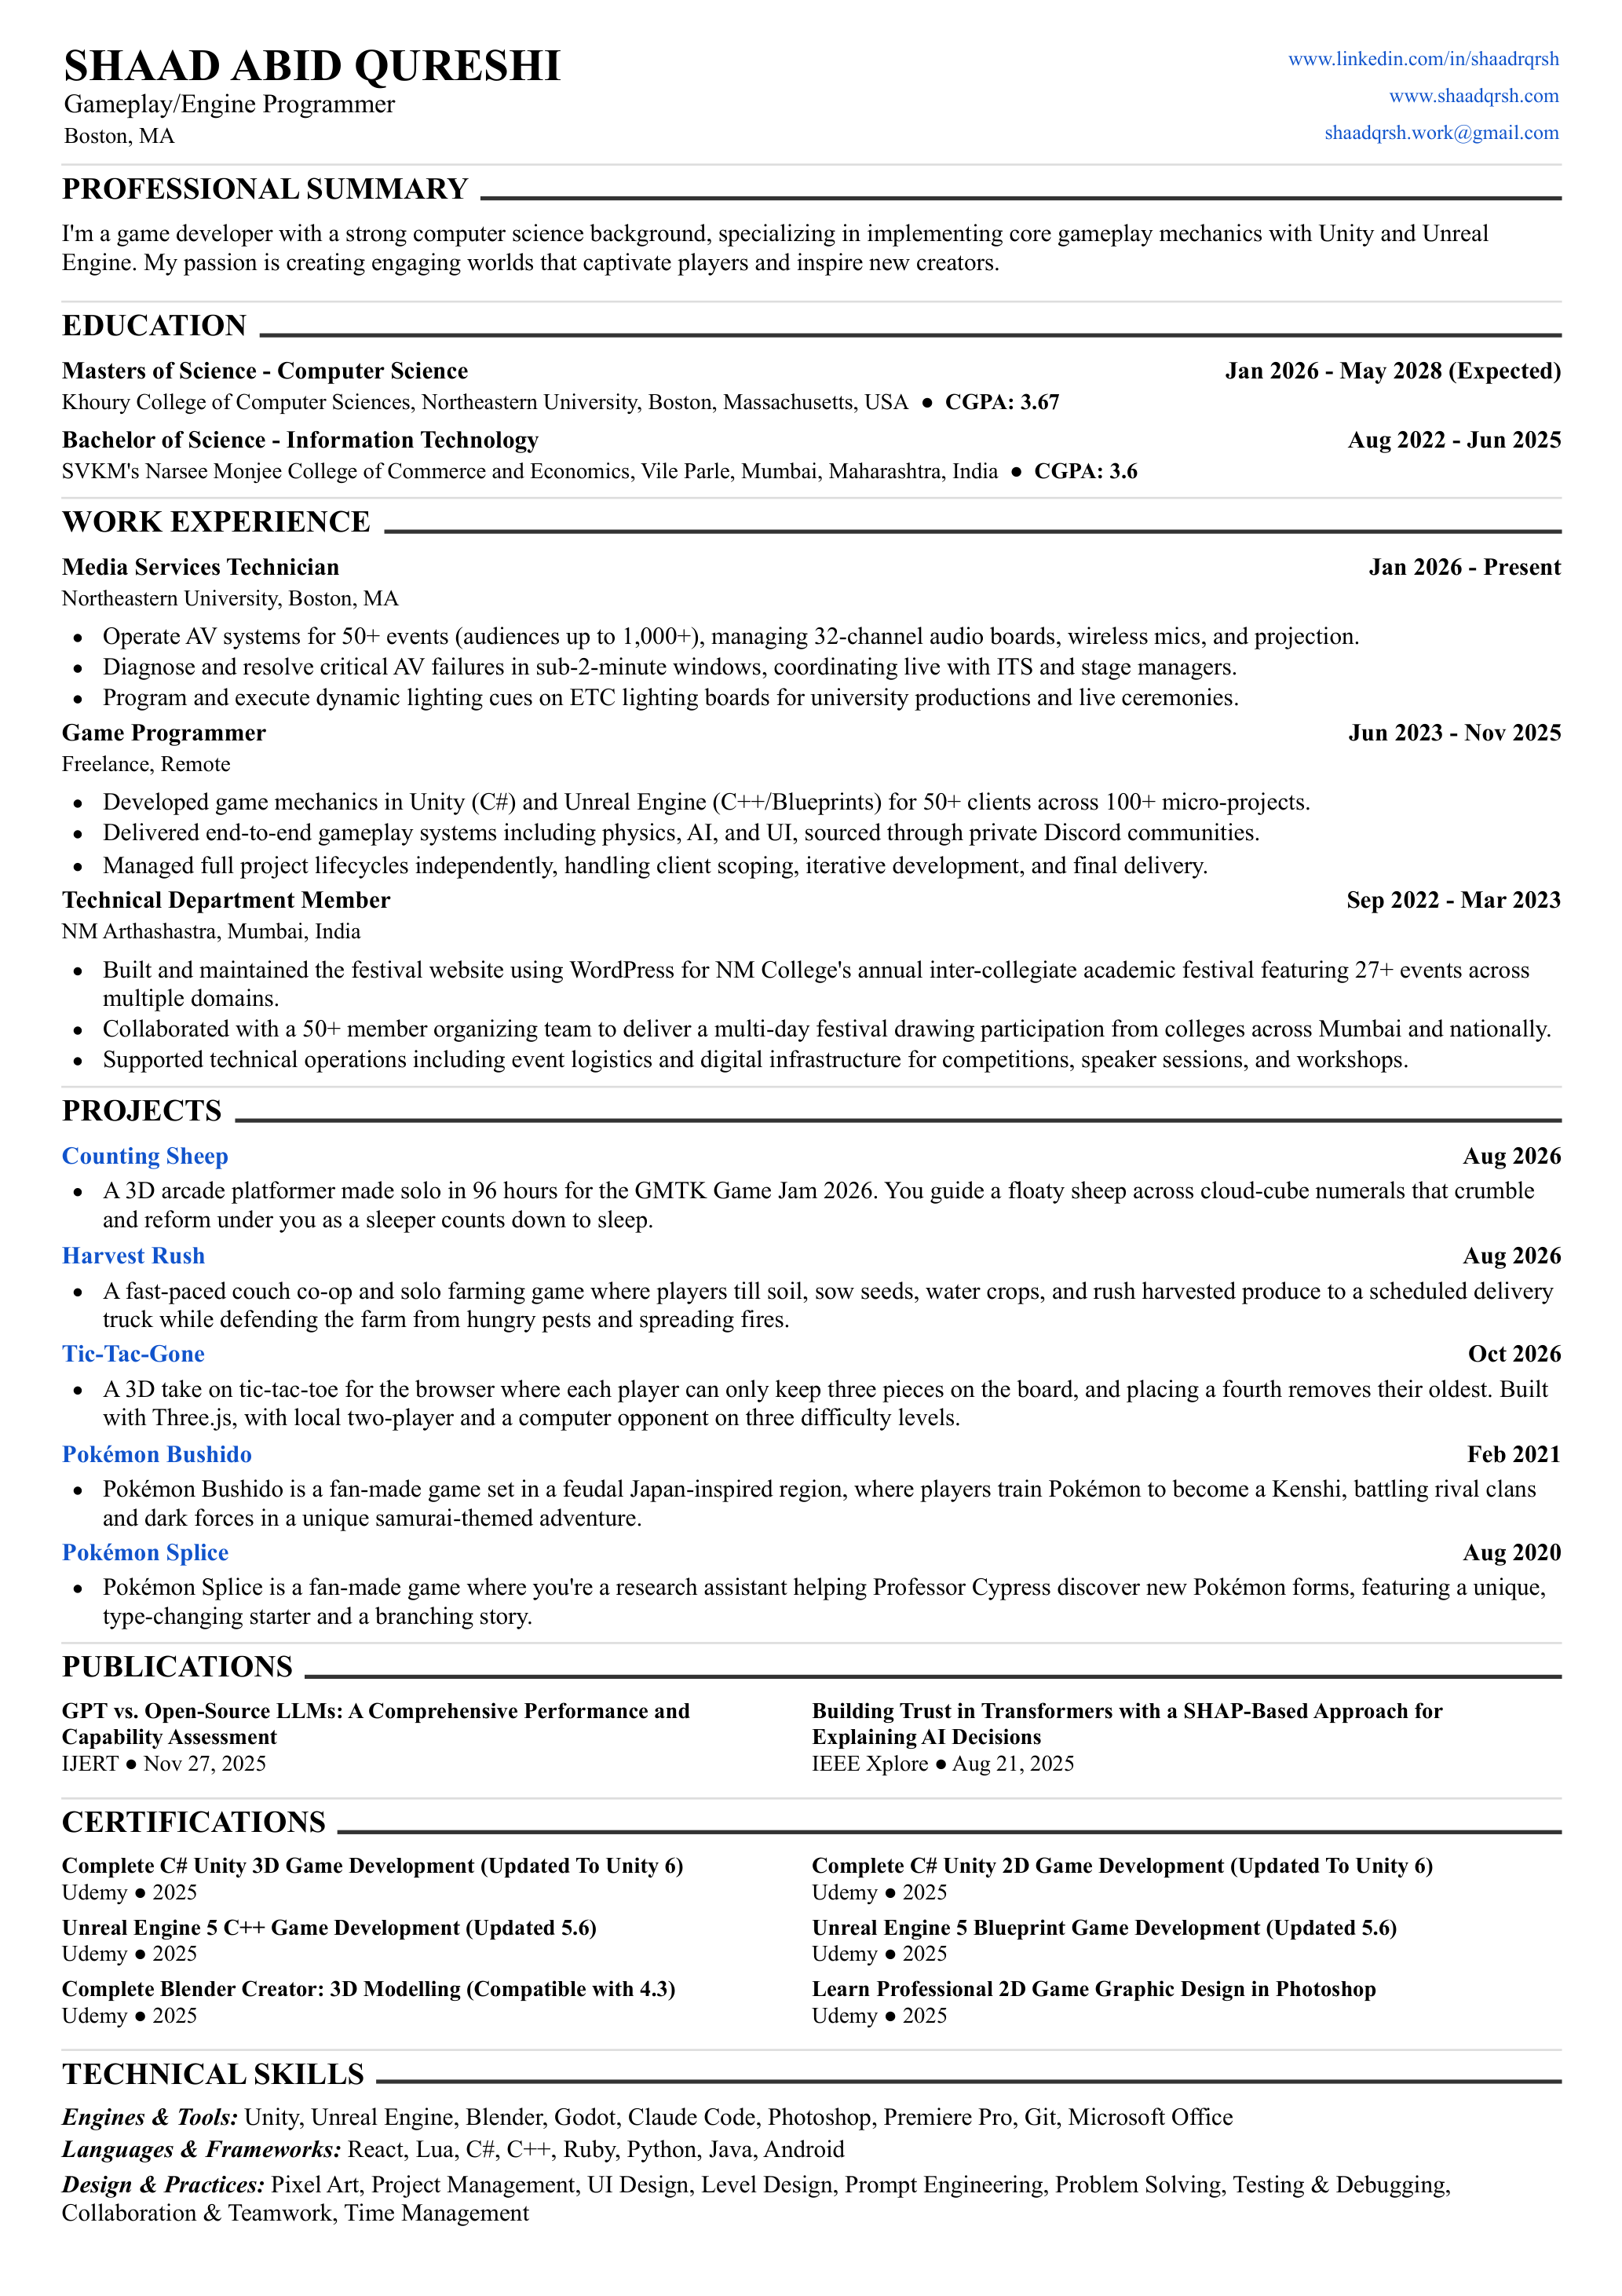 SHAAD ABID QURESHI
Gameplay/Engine Programmer
Boston, MA
www.linkedin.com/in/shaadrqrsh
www.shaadqrsh.com
shaadqrsh.work@gmail.com
PROFESSIONAL SUMMARY
I'm a game developer with a strong computer science background, specializing in implementing core gameplay mechanics with Unity and Unreal
Engine. My passion is creating engaging worlds that captivate players and inspire new creators.
EDUCATION
Masters of Science - Computer Science Jan 2026 - May 2028 (Expected)
Khoury College of Computer Sciences, Northeastern University, Boston, Massachusetts, USA ● CGPA: 3.67
Bachelor of Science - Information Technology Aug 2022 - Jun 2025
SVKM's Narsee Monjee College of Commerce and Economics, Vile Parle, Mumbai, Maharashtra, India ● CGPA: 3.6
WORK EXPERIENCE
Media Services Technician Jan 2026 - Present
Northeastern University, Boston, MA
● Operate AV systems for 50+ events (audiences up to 1,000+), managing 32-channel audio boards, wireless mics, and projection.
● Diagnose and resolve critical AV failures in sub-2-minute windows, coordinating live with ITS and stage managers.
● Program and execute dynamic lighting cues on ETC lighting boards for university productions and live ceremonies.
Game Programmer Jun 2023 - Nov 2025
Freelance, Remote
● Developed game mechanics in Unity (C#) and Unreal Engine (C++/Blueprints) for 50+ clients across 100+ micro-projects.
● Delivered end-to-end gameplay systems including physics, AI, and UI, sourced through private Discord communities.
● Managed full project lifecycles independently, handling client scoping, iterative development, and final delivery.
Technical Department Member Sep 2022 - Mar 2023
NM Arthashastra, Mumbai, India
● Built and maintained the festival website using WordPress for NM College's annual inter-collegiate academic festival featuring 27+ events across
multiple domains.
● Collaborated with a 50+ member organizing team to deliver a multi-day festival drawing participation from colleges across Mumbai and nationally.
● Supported technical operations including event logistics and digital infrastructure for competitions, speaker sessions, and workshops.
PROJECTS
Counting Sheep Aug 2026
● A 3D arcade platformer made solo in 96 hours for the GMTK Game Jam 2026. You guide a floaty sheep across cloud-cube numerals that crumble
and reform under you as a sleeper counts down to sleep.
Harvest Rush Aug 2026
● A fast-paced couch co-op and solo farming game where players till soil, sow seeds, water crops, and rush harvested produce to a scheduled delivery
truck while defending the farm from hungry pests and spreading fires.
Tic-Tac-Gone Oct 2026
● A 3D take on tic-tac-toe for the browser where each player can only keep three pieces on the board, and placing a fourth removes their oldest. Built
with Three.js, with local two-player and a computer opponent on three difficulty levels.
Pokémon Bushido Feb 2021
● Pokémon Bushido is a fan-made game set in a feudal Japan-inspired region, where players train Pokémon to become a Kenshi, battling rival clans
and dark forces in a unique samurai-themed adventure.
Pokémon Splice Aug 2020
● Pokémon Splice is a fan-made game where you're a research assistant helping Professor Cypress discover new Pokémon forms, featuring a unique,
type-changing starter and a branching story.
PUBLICATIONS
GPT vs. Open-Source LLMs: A Comprehensive Performance and
Capability Assessment
IJERT ● Nov 27, 2025
Building Trust in Transformers with a SHAP-Based Approach for
Explaining AI Decisions
IEEE Xplore ● Aug 21, 2025
CERTIFICATIONS
Complete C# Unity 3D Game Development (Updated To Unity 6)
Udemy ● 2025
Complete C# Unity 2D Game Development (Updated To Unity 6)
Udemy ● 2025
Unreal Engine 5 C++ Game Development (Updated 5.6)
Udemy ● 2025
Unreal Engine 5 Blueprint Game Development (Updated 5.6)
Udemy ● 2025
Complete Blender Creator: 3D Modelling (Compatible with 4.3)
Udemy ● 2025
Learn Professional 2D Game Graphic Design in Photoshop
Udemy ● 2025
TECHNICAL SKILLS
Engines & Tools: Unity, Unreal Engine, Blender, Godot, Claude Code, Photoshop, Premiere Pro, Git, Microsoft Office
Languages & Frameworks: React, Lua, C#, C++, Ruby, Python, Java, Android
Design & Practices: Pixel Art, Project Management, UI Design, Level Design, Prompt Engineering, Problem Solving, Testing & Debugging,
Collaboration & Teamwork, Time Management